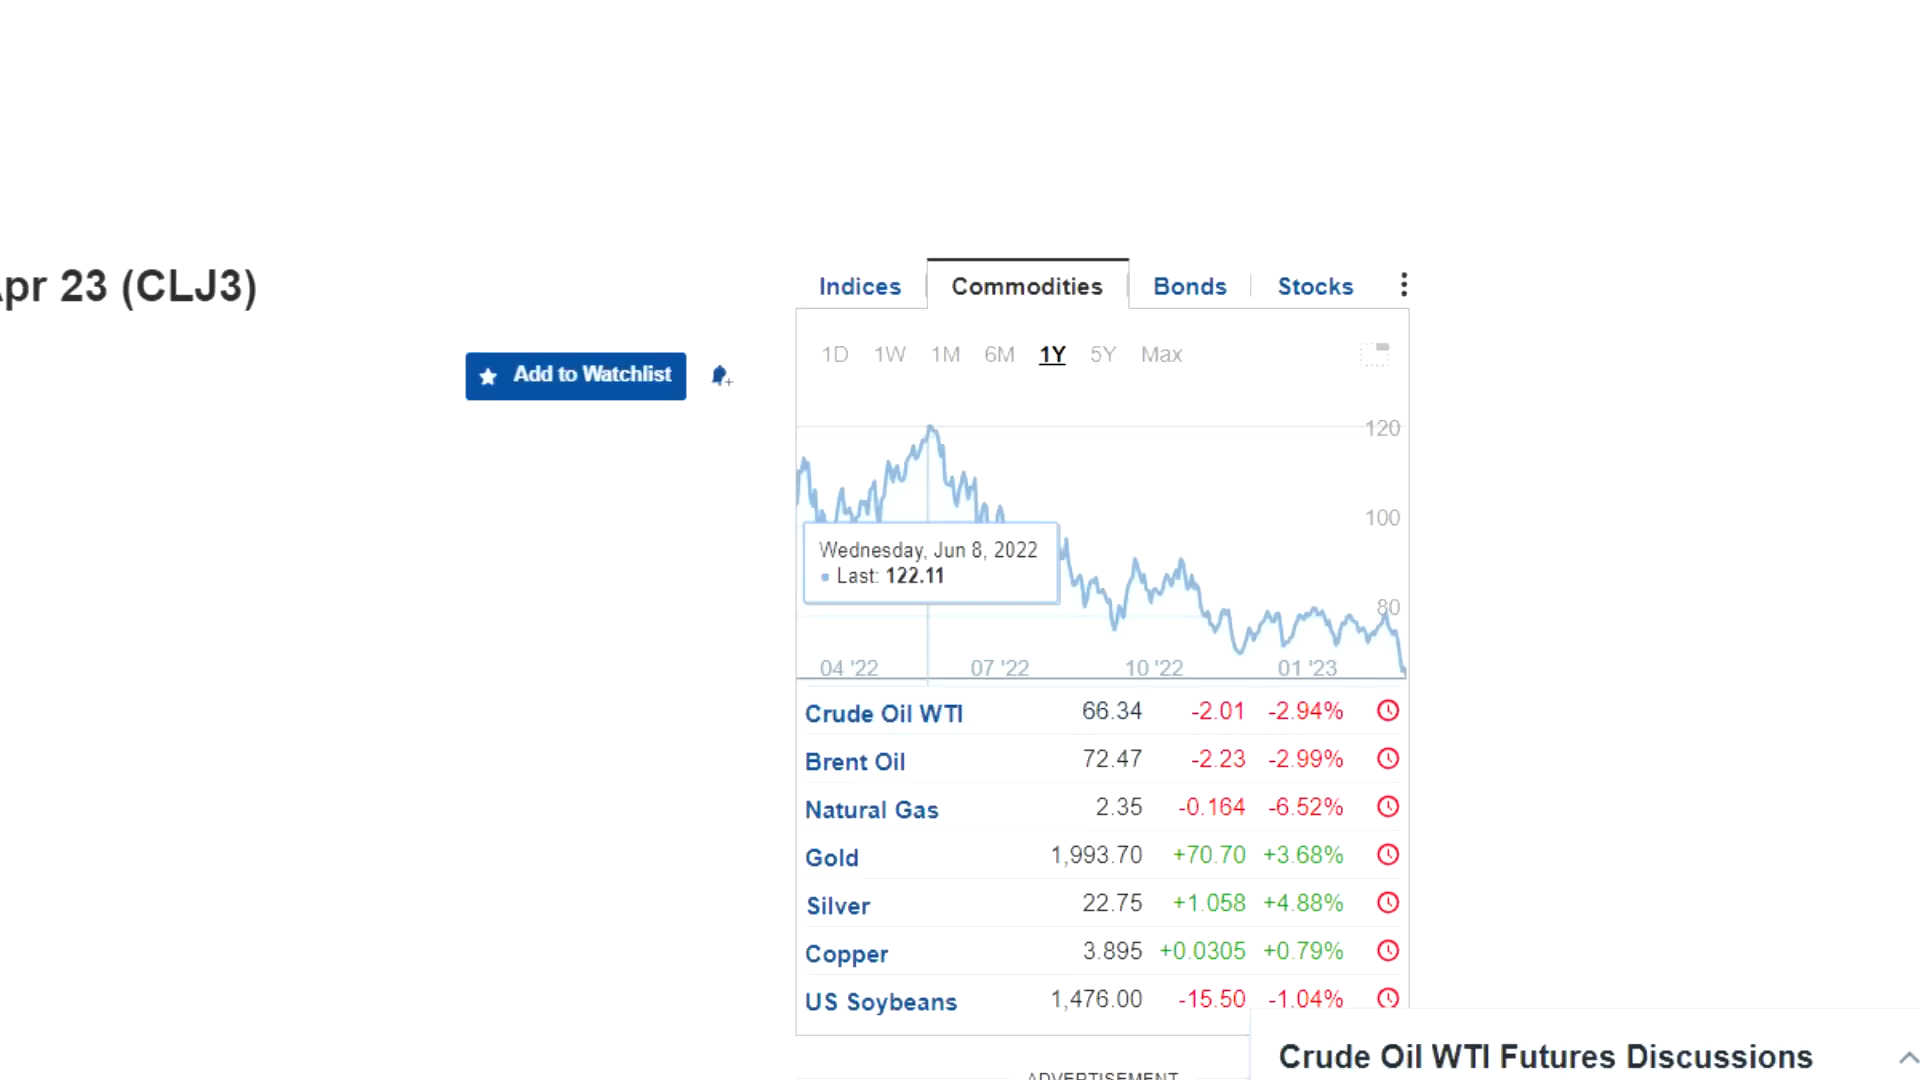 pr 23 (CLJ3)
Add to Watchlist
Indices Commodities Bonds Stocks
1D 1W 1M 6M 1Y 5Y Max
120
100
80
Wednesday, Jun 8, 2022
Last: 122.11
04 '22 07 '22 10 '22 01 '23
Crude Oil WTI 66.34 -2.01 -2.94%
Brent Oil 72.47 -2.23 -2.99%
Natural Gas 2.35 -0.164 -6.52%
Gold 1,993.70 +70.70 +3.68%
Silver 22.75 +1.058 +4.88%
Copper 3.895 +0.0305 +0.79%
US Soybeans 1,476.00 -15.50 -1.04%
Crude Oil WTI Futures Discussions
ADVERTISEMENT